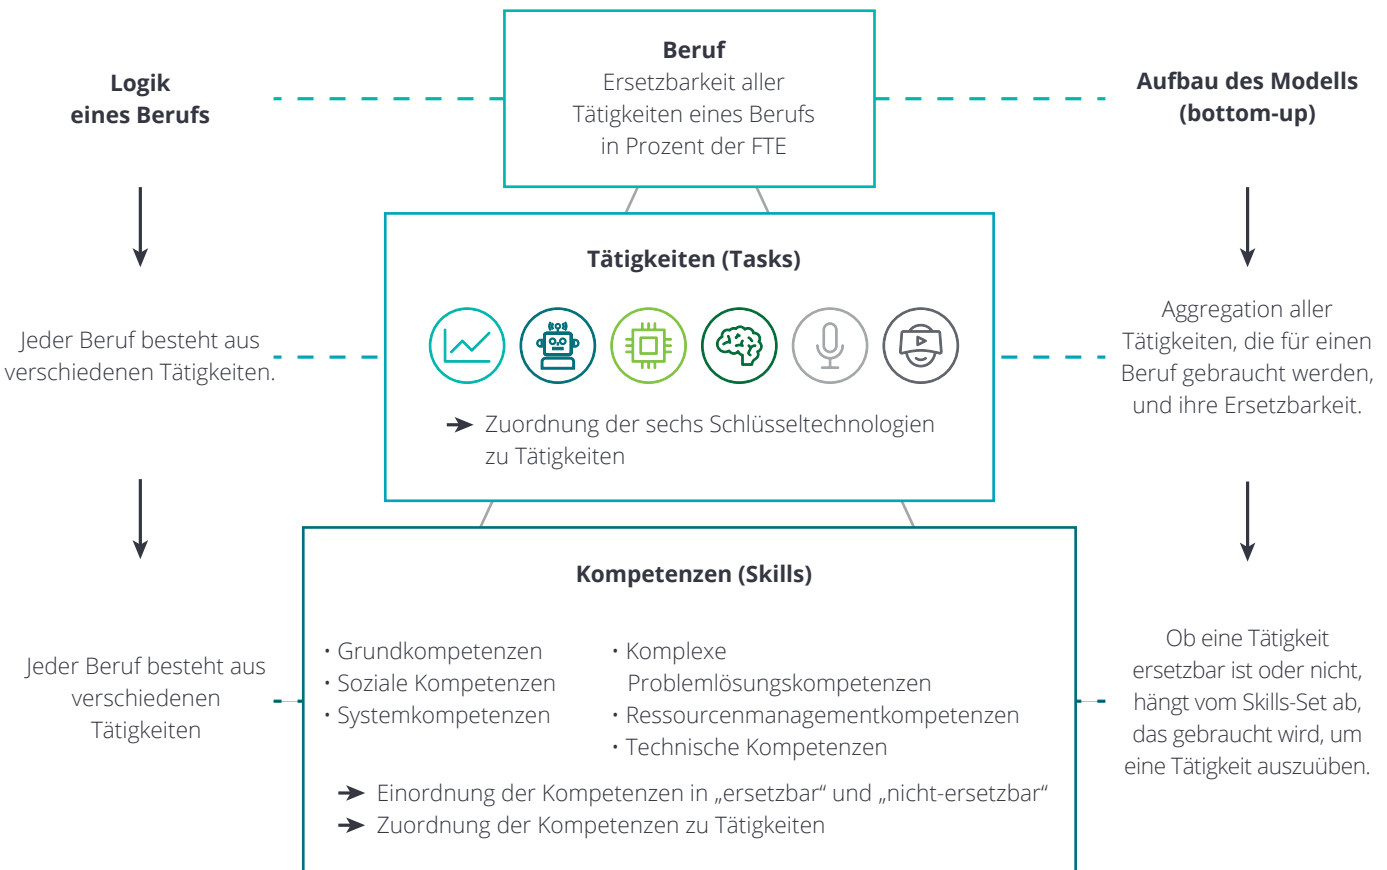 Logik
eines Berufs
Beruf
Ersetzbarkeit aller
Tätigkeiten eines Berufs
in Prozent der FTE
Aufbau des Modells
(bottom-up)
Jeder Beruf besteht aus
verschiedenen Tätigkeiten.
Tätigkeiten (Tasks)
➔ Zuordnung der sechs Schlüsseltechnologien
zu Tätigkeiten
Aggregation aller
Tätigkeiten, die für einen
Beruf gebraucht werden,
und ihre Ersetzbarkeit.
Jeder Beruf besteht aus
verschiedenen
Tätigkeiten
Kompetenzen (Skills)
· Grundkompetenzen
· Soziale Kompetenzen
· Systemkompetenzen
· Komplexe
Problemlösungskompetenzen
· Ressourcenmanagementkompetenzen
· Technische Kompetenzen
➔ Einordnung der Kompetenzen in „ersetzbar“ und „nicht-ersetzbar“
➔ Zuordnung der Kompetenzen zu Tätigkeiten
Ob eine Tätigkeit
ersetzbar ist oder nicht,
hängt vom Skills-Set ab,
das gebraucht wird, um
eine Tätigkeit auszuüben.